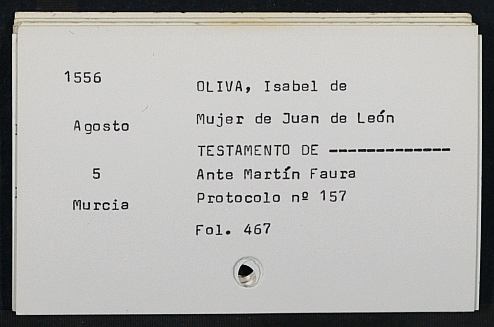 1556
OLIVA, Isabel de
Agosto
Mujer de Juan de León
TESTAMENTO DE -------------
5
Ante Martín Faura
Murcia
Protocolo nº 157
Fol. 467